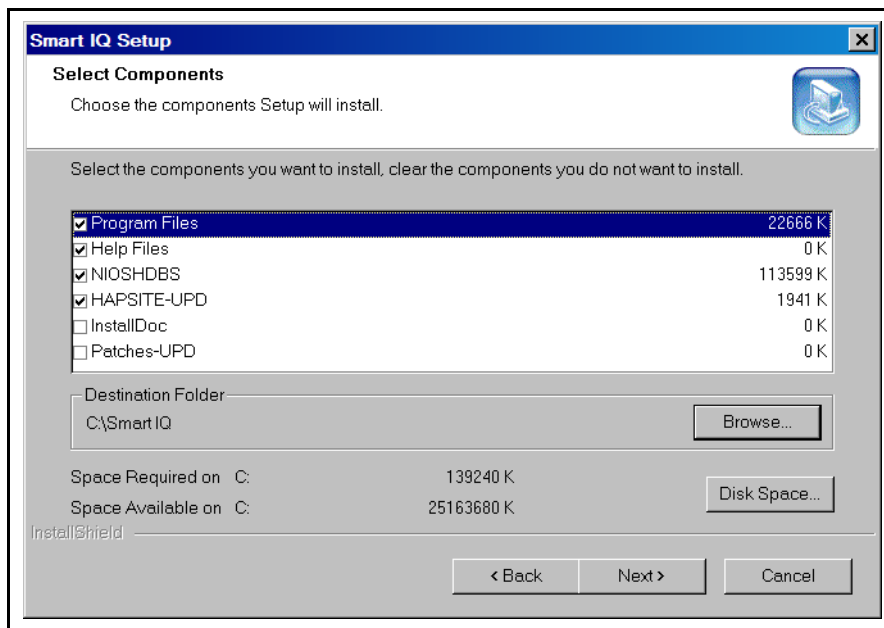 Smart IQ Setup
Select Components
Choose the components Setup will install.
Select the components you want to install, clear the components you do not want to install.
Program Files 22666 K
Help Files 0 K
NIOSHDBS 113599 K
HAPSITE-UPD 1941 K
InstallDoc 0 K
Patches-UPD 0 K
Destination Folder
C:\Smart IQ
Browse...
Space Required on C: 139240 K
Space Available on C: 25163680 K
Disk Space...
InstallShield
< Back Next > Cancel